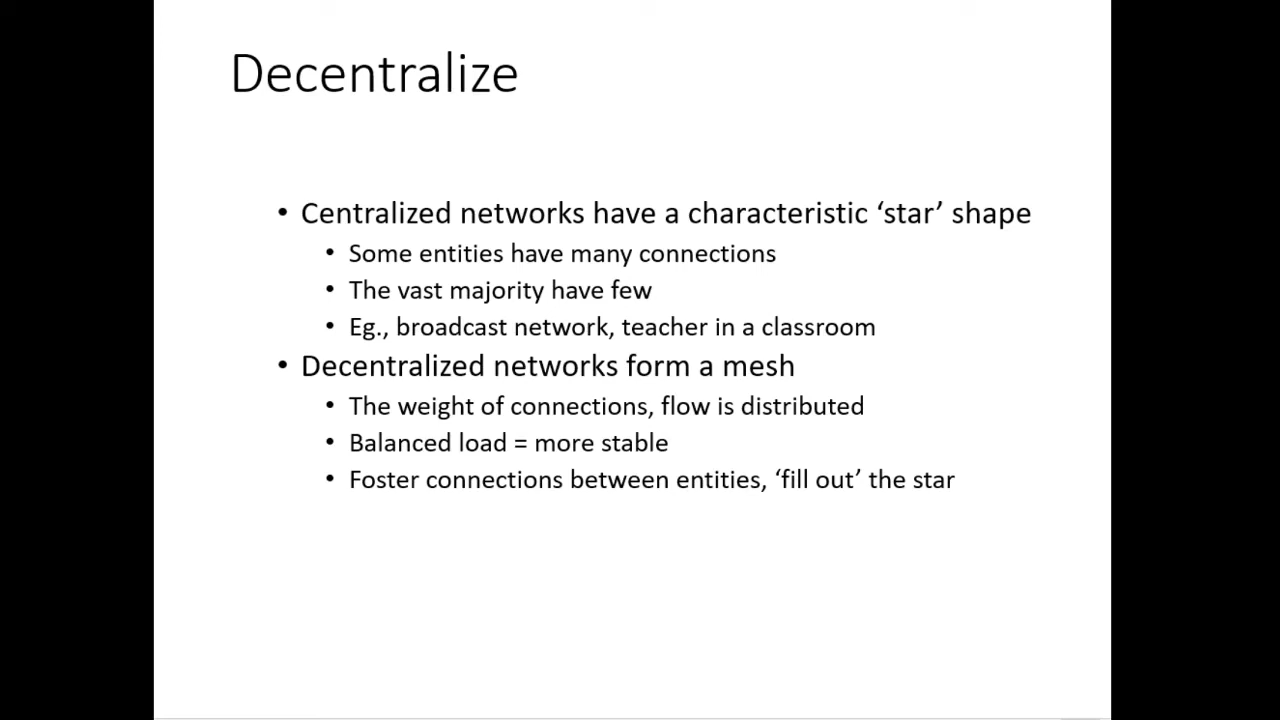 Decentralize
• Centralized networks have a characteristic ‘star’ shape
• Some entities have many connections
• The vast majority have few
• Eg., broadcast network, teacher in a classroom
• Decentralized networks form a mesh
• The weight of connections, flow is distributed
• Balanced load = more stable
• Foster connections between entities, ‘fill out’ the star